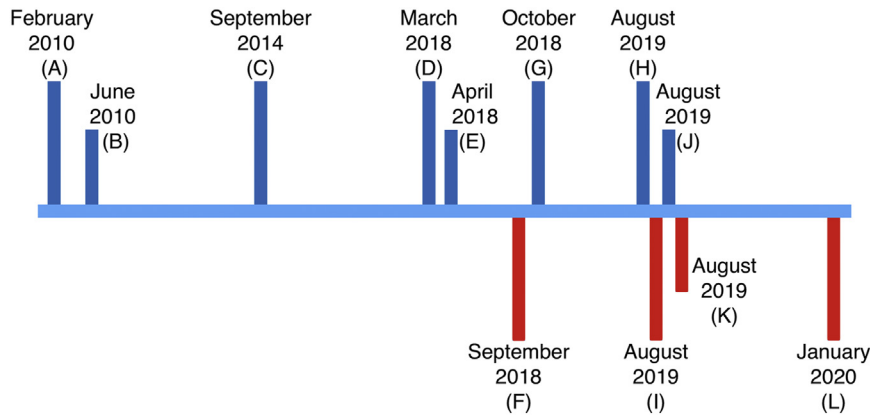 February
2010
(A)
June
2010
(B)
September
2014
(C)
March
2018
(D)
April
2018
(E)
September
2018
(F)
October
2018
(G)
August
2019
(H)
August
2019
(I)
August
2019
(J)
August
2019
(K)
January
2020
(L)